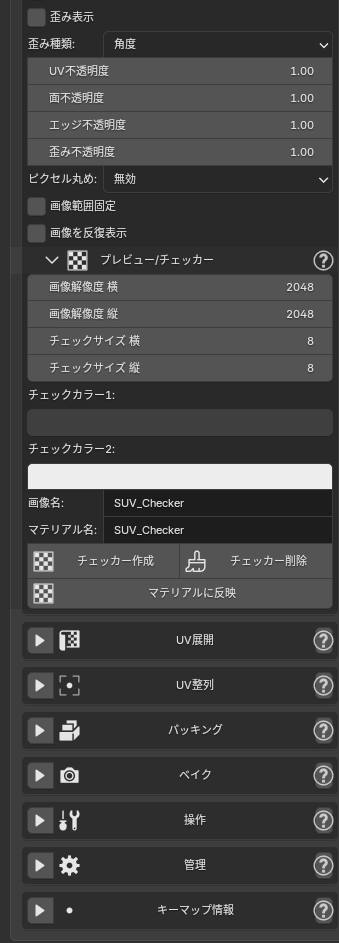 歪み表示
歪み種類: 角度
UV不透明度 1.00
面不透明度 1.00
エッジ不透明度 1.00
歪み不透明度 1.00
ピクセル丸め: 無効
画像範囲固定
画像を反復表示
プレビュー/チェッカー
画像解像度 横 2048
画像解像度 縦 2048
チェックサイズ 横 8
チェックサイズ 縦 8
チェックカラー1:
チェックカラー2:
画像名: SUV_Checker
マテリアル名: SUV_Checker
チェッカー作成 チェッカー削除
マテリアルに反映
UV展開
UV整列
パッキング
ベイク
操作
管理
キーマップ情報